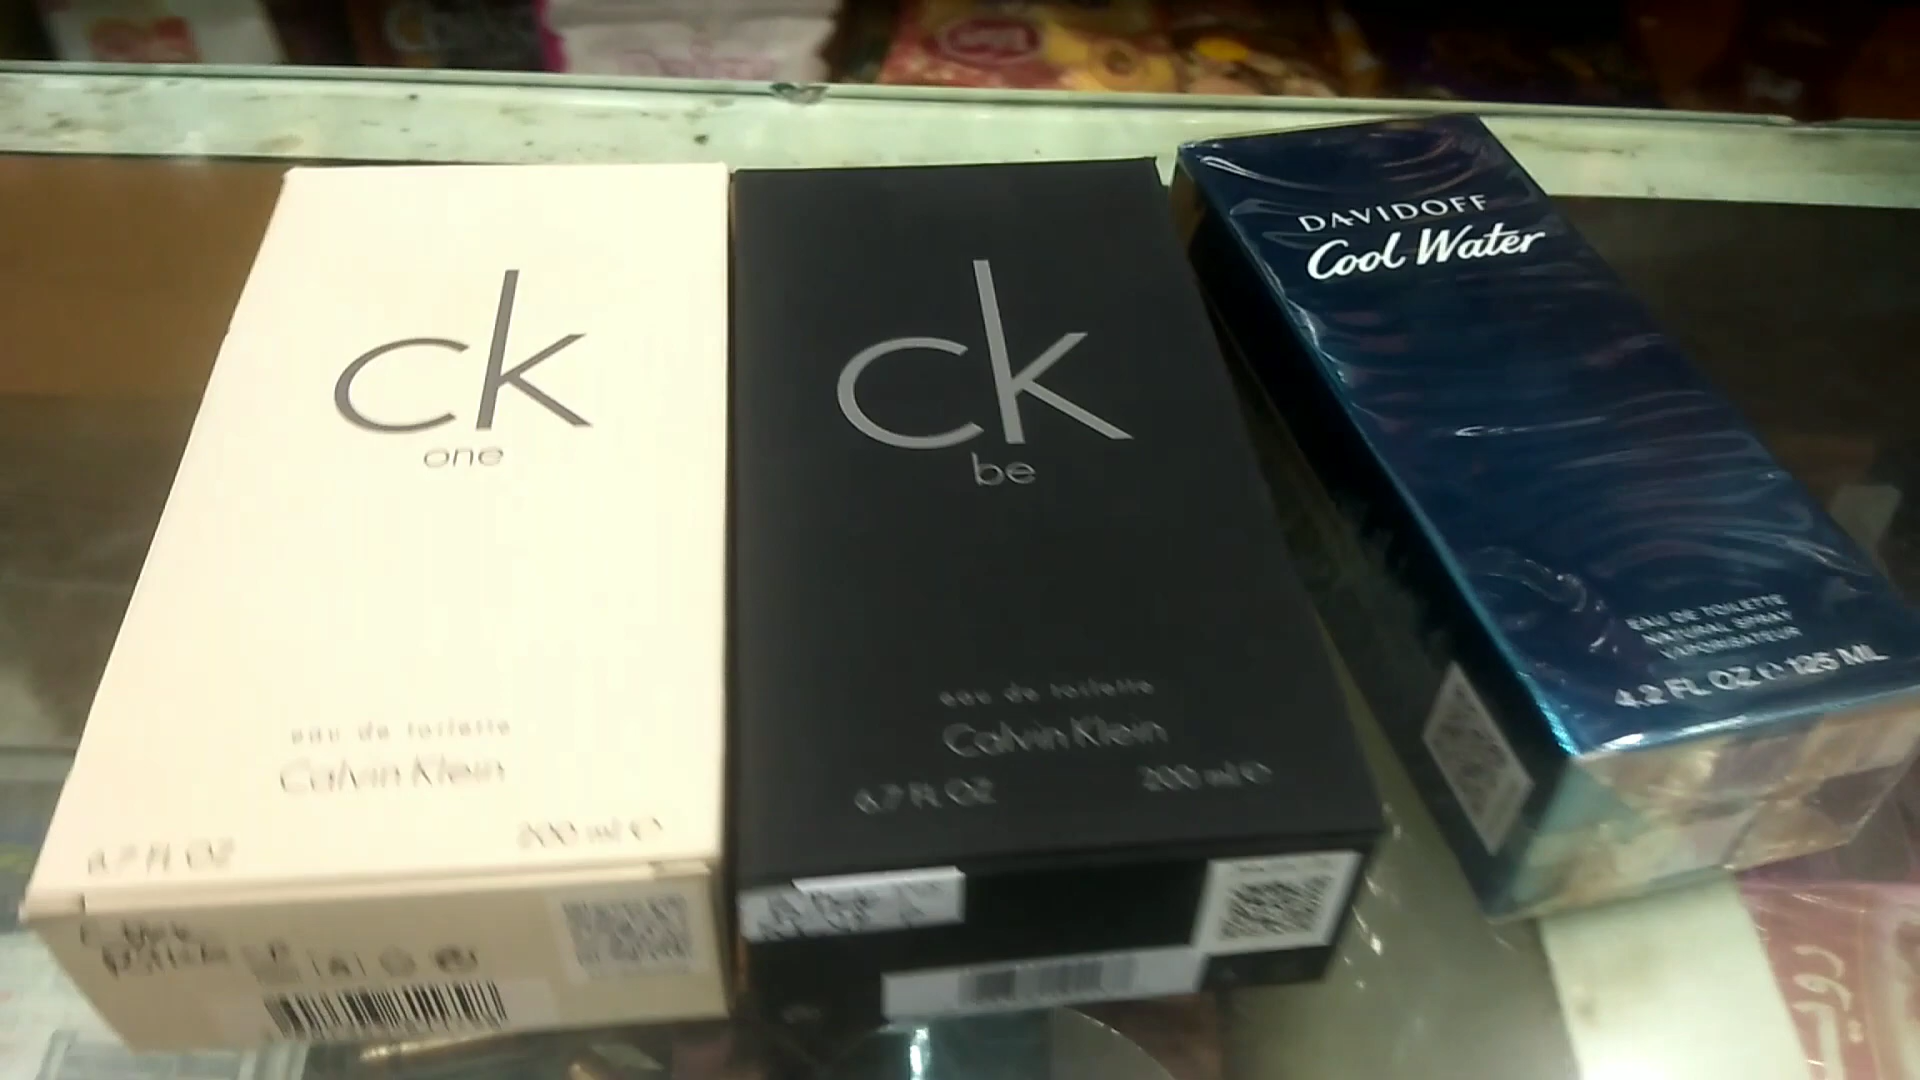 ck
one
eau de toilette
Calvin Klein
6.7 FL OZ 200 ml e
ck
be
eau de toilette
Calvin Klein
6.7 FL OZ 200 ml e
DAVIDOFF
Cool Water
EAU DE TOILETTE
NATURAL SPRAY
VAPORISATEUR
4.2 FL OZ e 125 ML